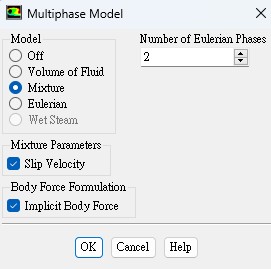 Multiphase Model
Model
Off
Volume of Fluid
Mixture
Eulerian
Wet Steam
Number of Eulerian Phases
2
Mixture Parameters
Slip Velocity
Body Force Formulation
Implicit Body Force
OK Cancel Help